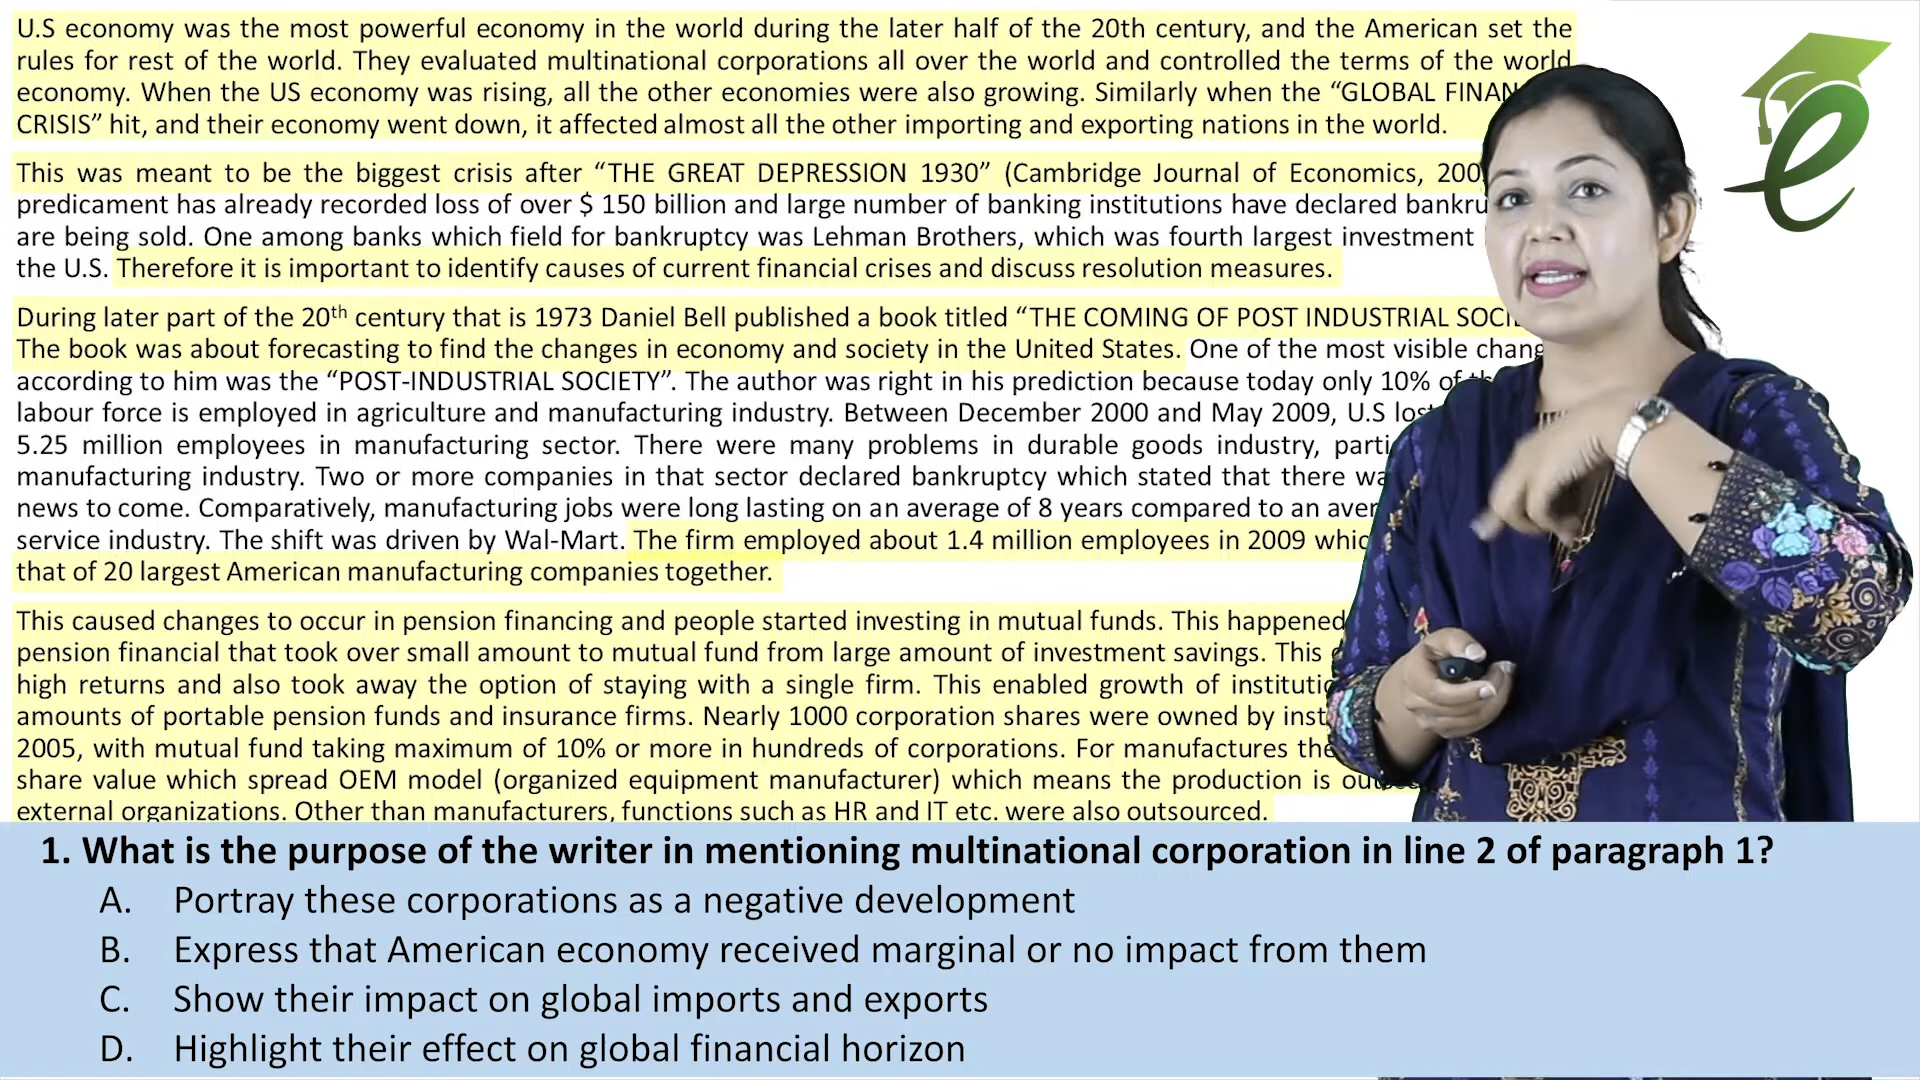 U.S economy was the most powerful economy in the world during the later half of the 20th century, and the American set the
rules for rest of the world. They evaluated multinational corporations all over the world and controlled the terms of the world
economy. When the US economy was rising, all the other economies were also growing. Similarly when the “GLOBAL
CRISIS” hit, and their economy went down, it affected almost all the other importing and exporting nations in the world.
This was meant to be the biggest crisis after “THE GREAT DEPRESSION 1930” (Cambridge Journal of Economics,
predicament has already recorded loss of over $ 150 billion and large number of banking institutions have declared
are being sold. One among banks which field for bankruptcy was Lehman Brothers, which was fourth largest investment
the U.S. Therefore it is important to identify causes of current financial crises and discuss resolution measures.
During later part of the 20th century that is 1973 Daniel Bell published a book titled “THE COMING OF POST INDUSTRIAL
The book was about forecasting to find the changes in economy and society in the United States. One of the most visible
according to him was the “POST-INDUSTRIAL SOCIETY”. The author was right in his prediction because today only 10% of
labour force is employed in agriculture and manufacturing industry. Between December 2000 and May 2009, U.S lost
5.25 million employees in manufacturing sector. There were many problems in durable goods industry,
manufacturing industry. Two or more companies in that sector declared bankruptcy which stated that there
news to come. Comparatively, manufacturing jobs were long lasting on an average of 8 years compared to an
service industry. The shift was driven by Wal-Mart. The firm employed about 1.4 million employees in 2009
that of 20 largest American manufacturing companies together.
This caused changes to occur in pension financing and people started investing in mutual funds. This happened
pension financial that took over small amount to mutual fund from large amount of investment savings. This
high returns and also took away the option of staying with a single firm. This enabled growth of
amounts of portable pension funds and insurance firms. Nearly 1000 corporation shares were owned by
2005, with mutual fund taking maximum of 10% or more in hundreds of corporations. For manufactures
share value which spread OEM model (organized equipment manufacturer) which means the production is
external organizations. Other than manufacturers, functions such as HR and IT etc. were also outsourced.
1. What is the purpose of the writer in mentioning multinational corporation in line 2 of paragraph 1?
A. Portray these corporations as a negative development
B. Express that American economy received marginal or no impact from them
C. Show their impact on global imports and exports
D. Highlight their effect on global financial horizon